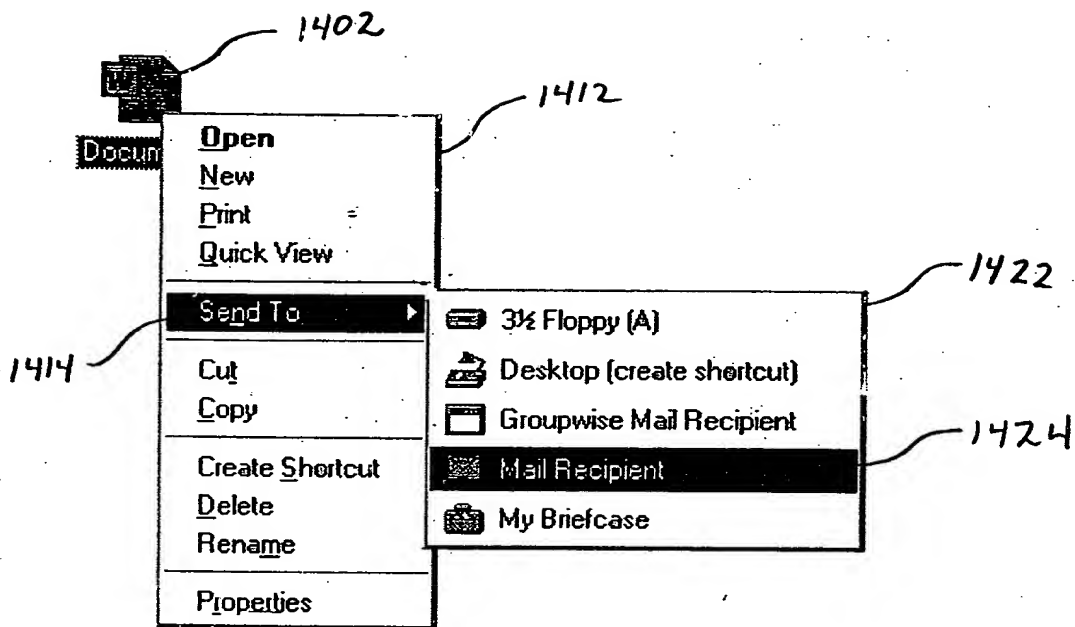 1402
W
1412
Docum
Open
New
Print
Quick View
1422
Send To
3½ Floppy (A)
1414
Cut
Desktop (create shortcut)
Copy
Groupwise Mail Recipient
1424
Create Shortcut
Mail Recipient
Delete
My Briefcase
Rename
Properties